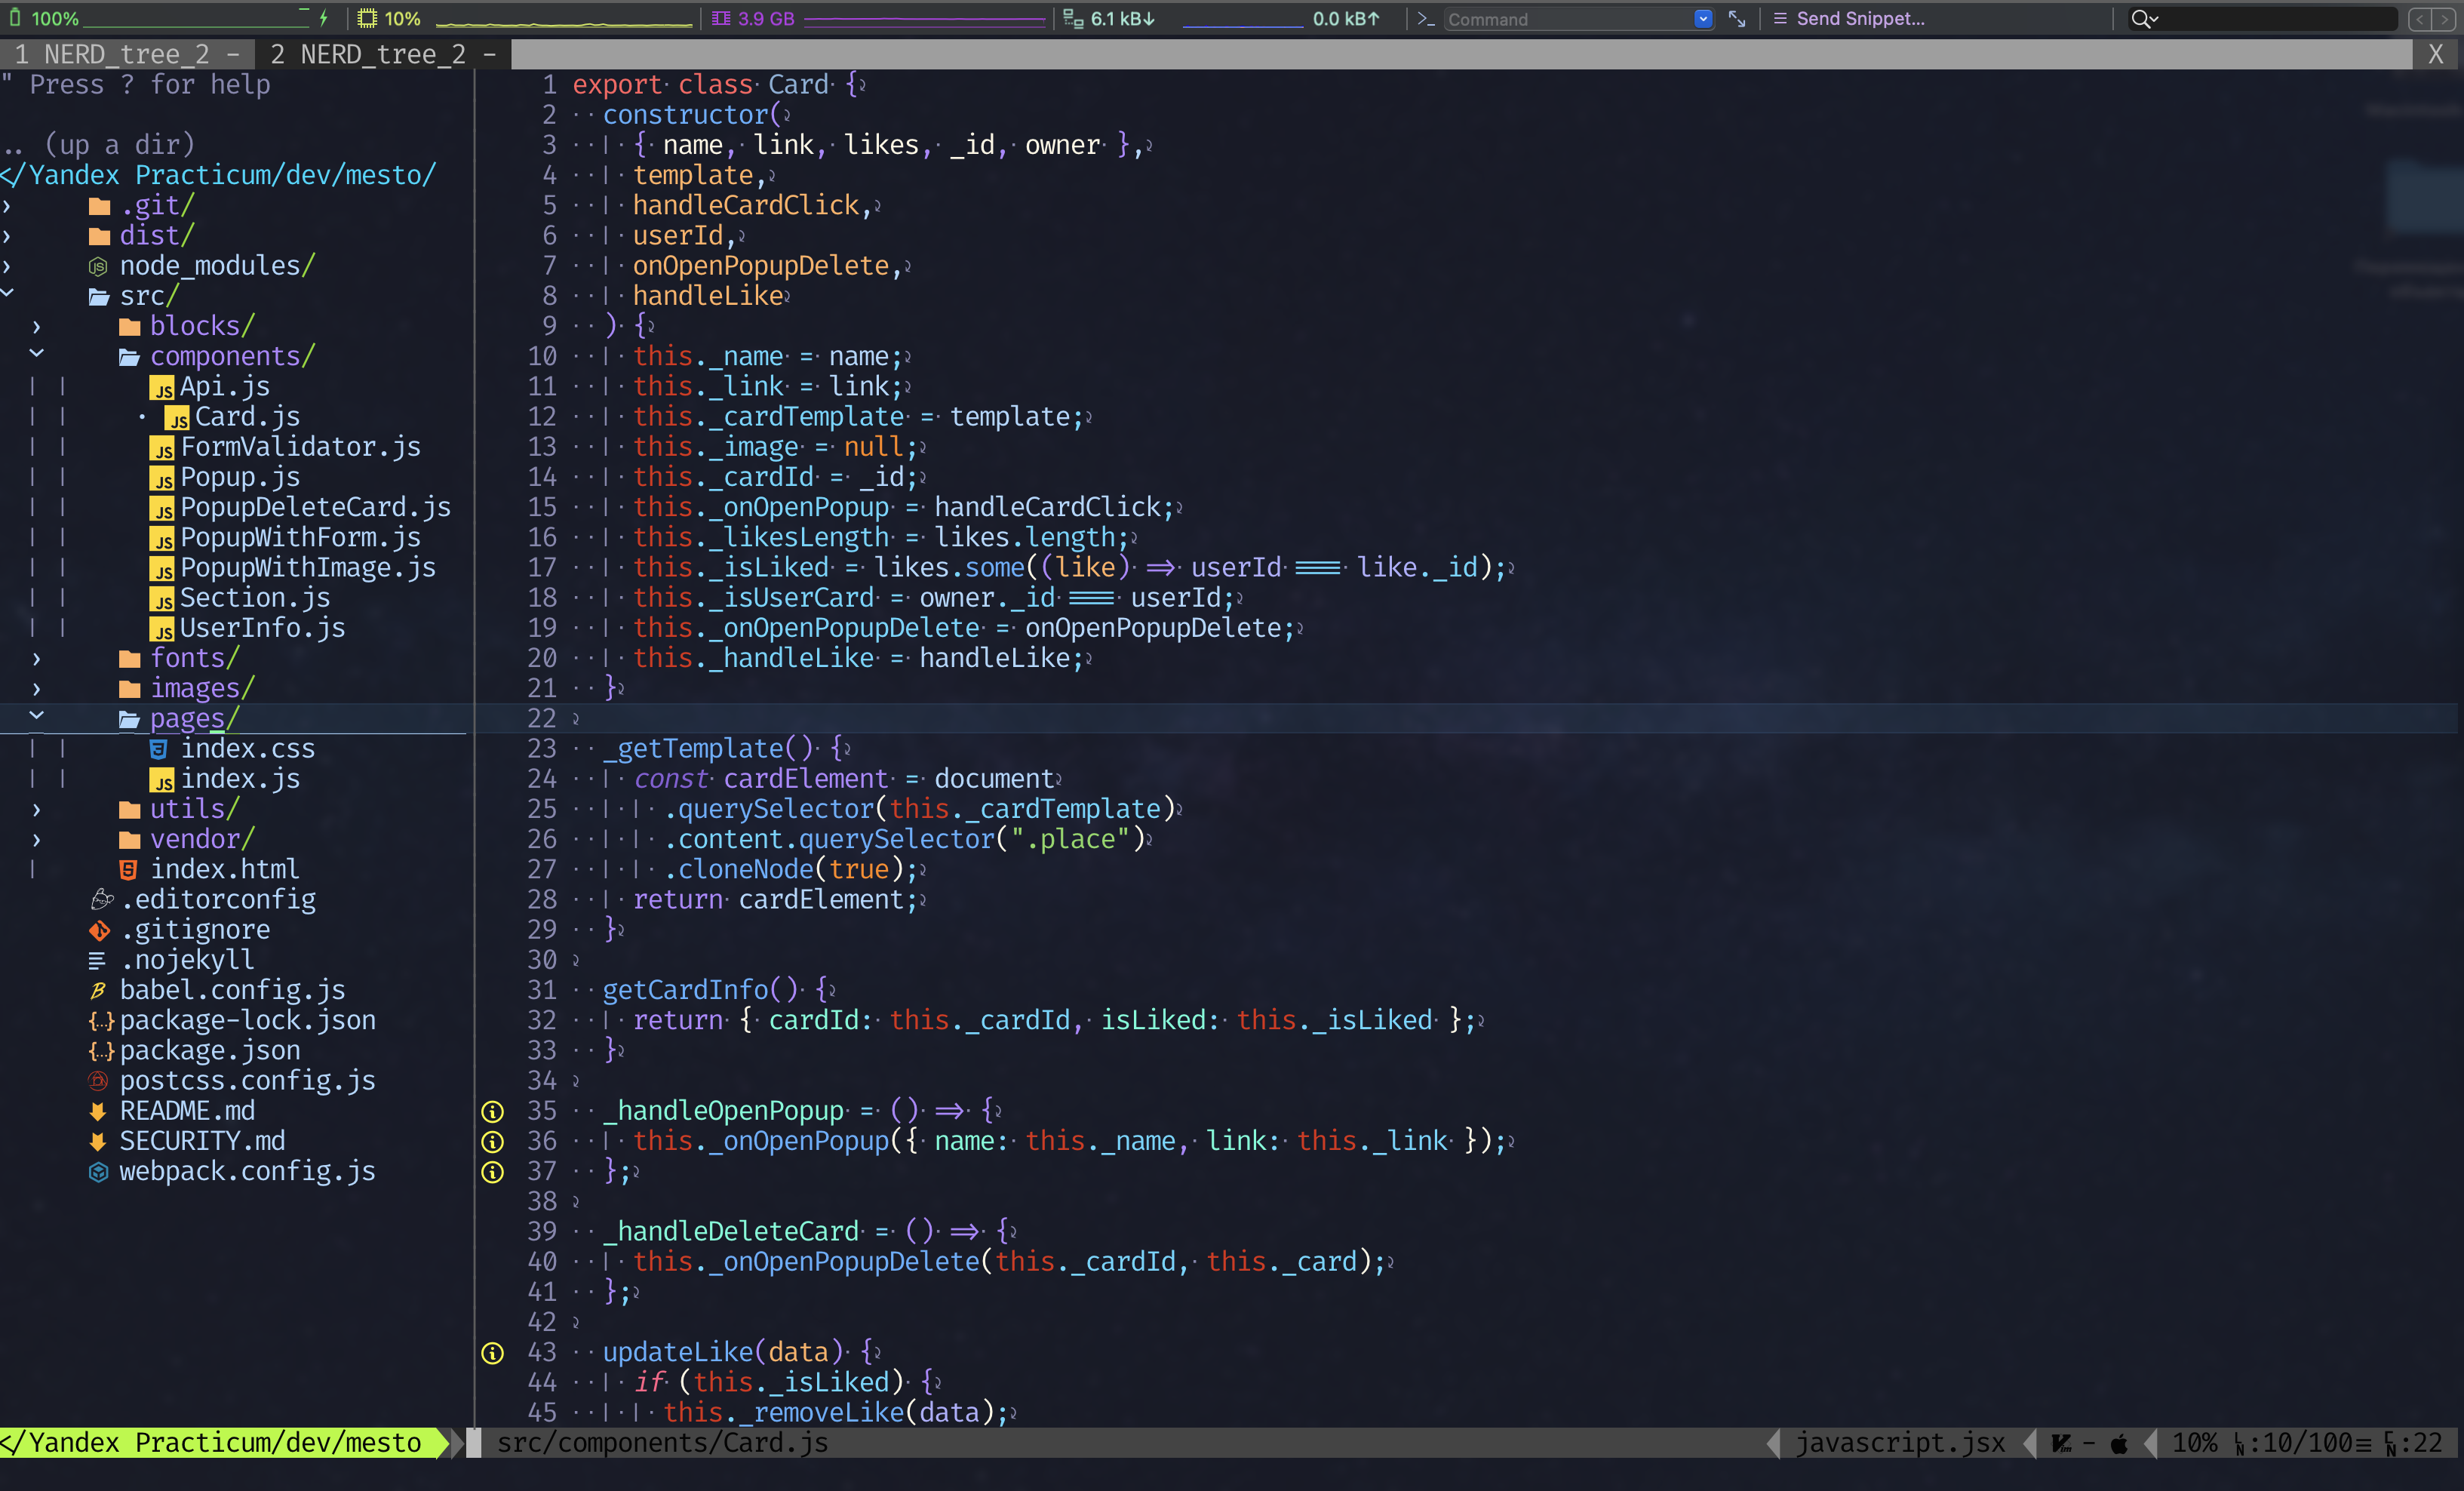 100% 10% 3.9 GB 6.1 kB↓ 0.0 kB↑ Command Send Snippet...
1 NERD_tree_2 - 2 NERD_tree_2 - X
" Press ? for help
.. (up a dir)
</Yandex Practicum/dev/mesto/
.git/
dist/
node_modules/
src/
blocks/
components/
Api.js
Card.js
FormValidator.js
Popup.js
PopupDeleteCard.js
PopupWithForm.js
PopupWithImage.js
Section.js
UserInfo.js
fonts/
images/
pages/
index.css
index.js
utils/
vendor/
index.html
.editorconfig
.gitignore
.nojekyll
babel.config.js
package-lock.json
package.json
postcss.config.js
README.md
SECURITY.md
webpack.config.js
1 export class Card {
2 constructor(
3 { name, link, likes, _id, owner },
4 template,
5 handleCardClick,
6 userId,
7 onOpenPopupDelete,
8 handleLike
9 ) {
10 this._name = name;
11 this._link = link;
12 this._cardTemplate = template;
13 this._image = null;
14 this._cardId = _id;
15 this._onOpenPopup = handleCardClick;
16 this._likesLength = likes.length;
17 this._isLiked = likes.some((like) => userId === like._id);
18 this._isUserCard = owner._id === userId;
19 this._onOpenPopupDelete = onOpenPopupDelete;
20 this._handleLike = handleLike;
21 }
22
23 _getTemplate() {
24 const cardElement = document
25 .querySelector(this._cardTemplate)
26 .content.querySelector(".place")
27 .cloneNode(true);
28 return cardElement;
29 }
30
31 getCardInfo() {
32 return { cardId: this._cardId, isLiked: this._isLiked };
33 }
34
35 _handleOpenPopup = () => {
36 this._onOpenPopup({ name: this._name, link: this._link });
37 };
38
39 _handleDeleteCard = () => {
40 this._onOpenPopupDelete(this._cardId, this._card);
41 };
42
43 updateLike(data) {
44 if (this._isLiked) {
45 this._removeLike(data);
</Yandex Practicum/dev/mesto src/components/Card.js javascript.jsx - 10% LN:10/100≡ CN:22